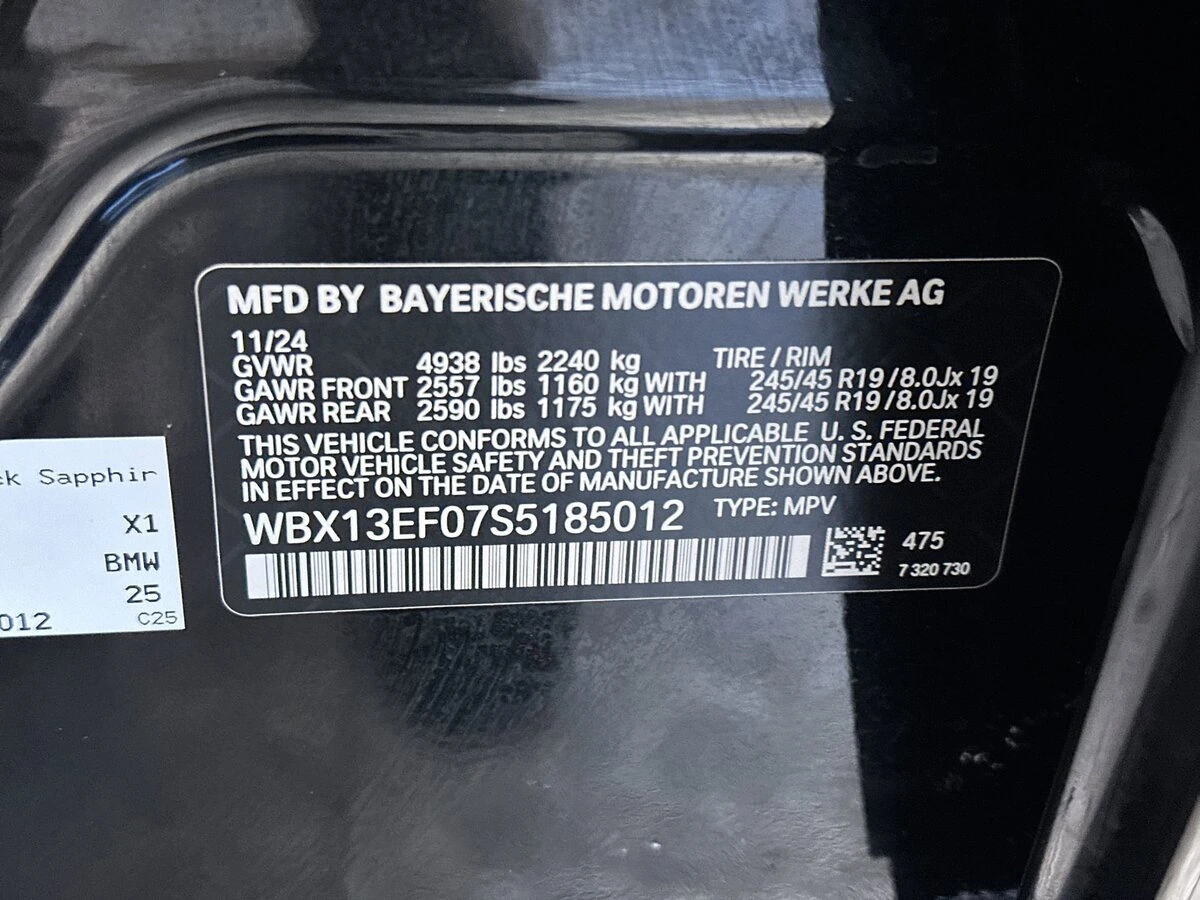 MFD BY BAYERISCHE MOTOREN WERKE AG
11/24
GVWR 4938 lbs 2240 kg TIRE / RIM
GAWR FRONT 2557 lbs 1160 kg WITH 245/45 R19 / 8.0Jx 19
GAWR REAR 2590 lbs 1175 kg WITH 245/45 R19 / 8.0Jx 19
THIS VEHICLE CONFORMS TO ALL APPLICABLE U. S. FEDERAL
MOTOR VEHICLE SAFETY AND THEFT PREVENTION STANDARDS
IN EFFECT ON THE DATE OF MANUFACTURE SHOWN ABOVE.
WBX13EF07S5185012 TYPE: MPV
475
7 320 730
ck Sapphir
X1
BMW
25
012 C25